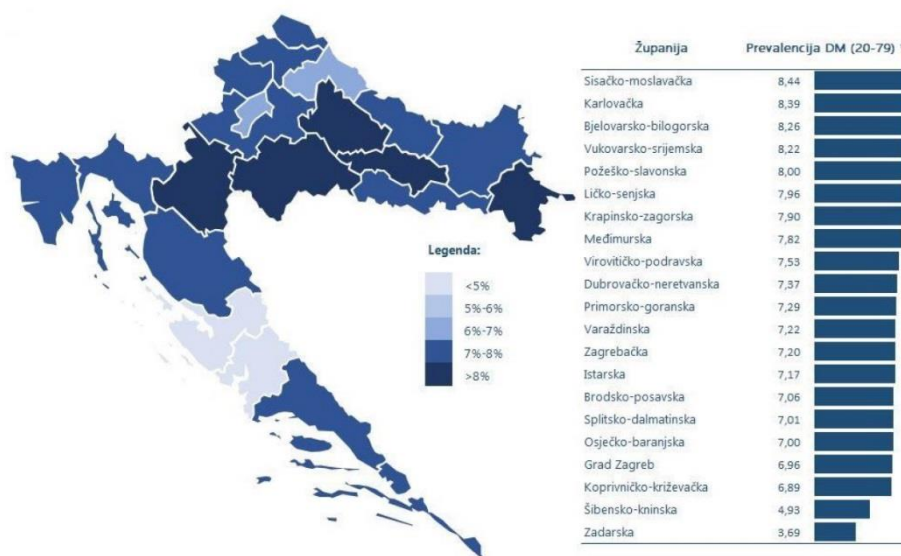 Županija Prevalencija DM (20-79)
Sisačko-moslavačka 8,44
Karlovačka 8,39
Bjelovarsko-bilogorska 8,26
Vukovarsko-srijemska 8,22
Požeško-slavonska 8,00
Ličko-senjska 7,96
Krapinsko-zagorska 7,90
Međimurska 7,82
Virovitičko-podravska 7,53
Dubrovačko-neretvanska 7,37
Primorsko-goranska 7,29
Varaždinska 7,22
Zagrebačka 7,20
Istarska 7,17
Brodsko-posavska 7,06
Splitsko-dalmatinska 7,01
Osječko-baranjska 7,00
Grad Zagreb 6,96
Koprivničko-križevačka 6,89
Šibensko-kninska 4,93
Zadarska 3,69
Legenda:
<5%
5%-6%
6%-7%
7%-8%
>8%